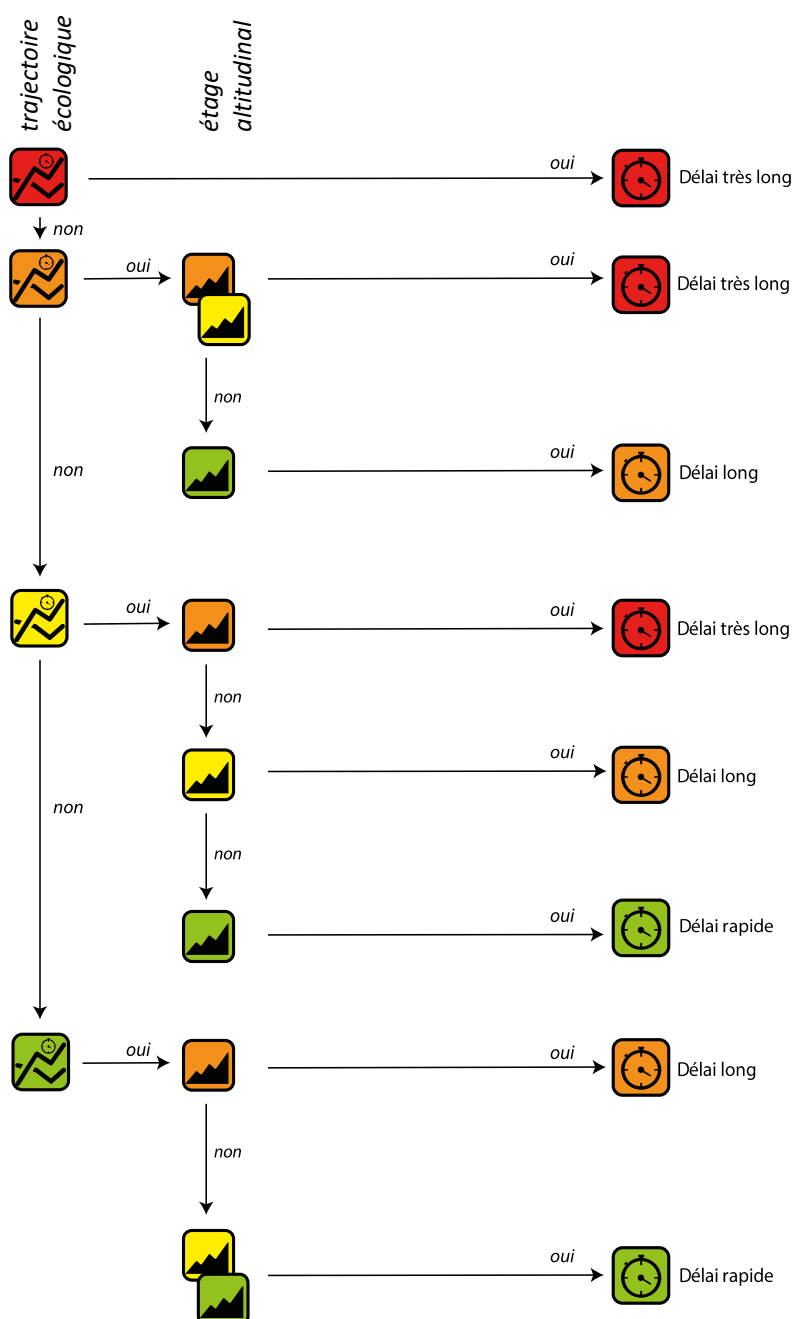 trajectoire
écologique
étage
altitudinal
oui
Délai très long
non
oui
oui
Délai très long
non
oui
Délai long
non
oui
oui
Délai très long
non
oui
Délai long
non
non
oui
Délai rapide
oui
oui
Délai long
non
oui
Délai rapide